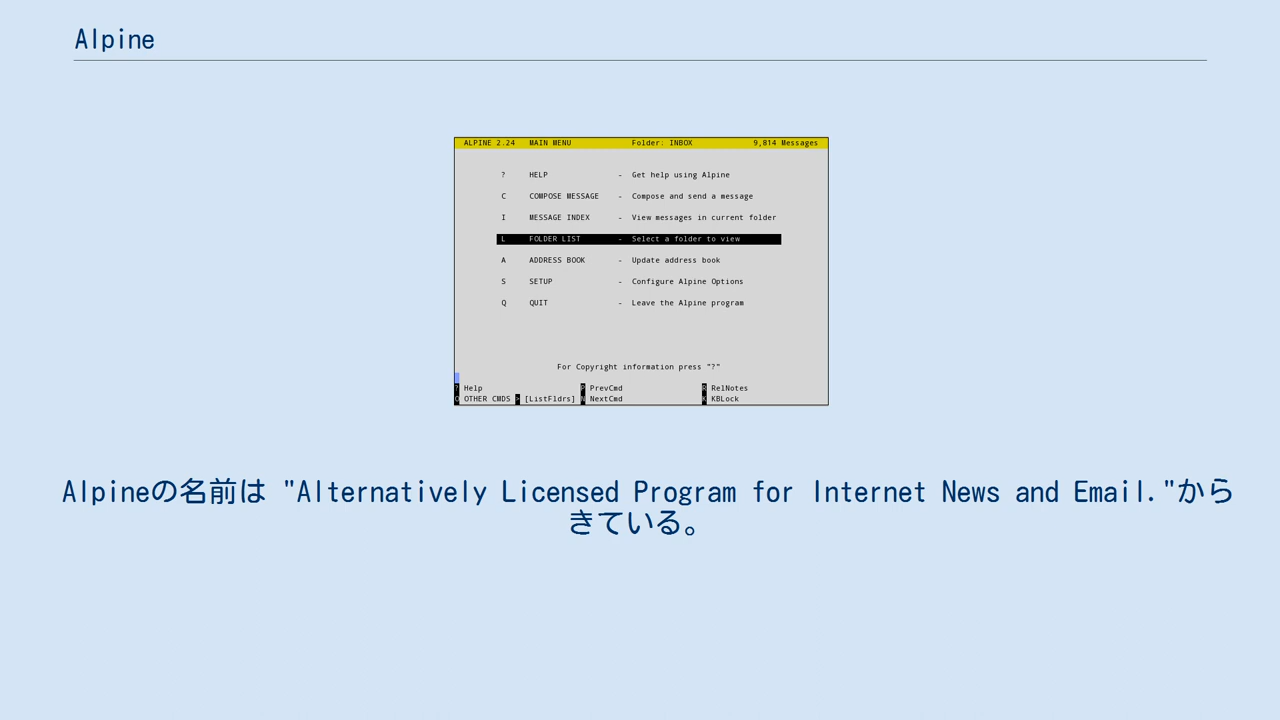 Alpine
ALPINE 2.24 MAIN MENU Folder: INBOX 9,814 Messages
? HELP - Get help using Alpine
C COMPOSE MESSAGE - Compose and send a message
I MESSAGE INDEX - View messages in current folder
L FOLDER LIST - Select a folder to view
A ADDRESS BOOK - Update address book
S SETUP - Configure Alpine Options
Q QUIT - Leave the Alpine program
For Copyright information press "?"
? Help P PrevCmd R RelNotes
O OTHER CMDS > [ListFldrs] N NextCmd K KBLock
Alpineの名前は "Alternatively Licensed Program for Internet News and Email."から
きている。